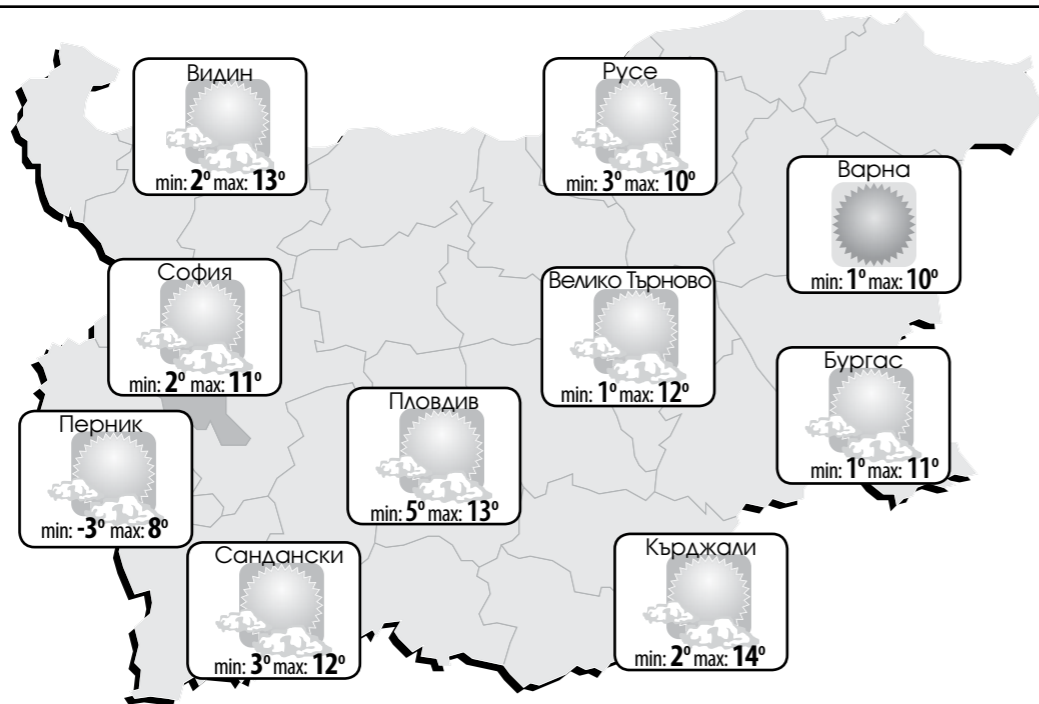 Видин
min: 2° max: 13°
Русе
min: 3° max: 10°
Варна
min: 1° max: 10°
София
min: 2° max: 11°
Велико Търново
min: 1° max: 12°
Бургас
min: 1° max: 11°
Пловдив
min: 5° max: 13°
Перник
min: -3° max: 8°
Сандански
min: 3° max: 12°
Кърджали
min: 2° max: 14°